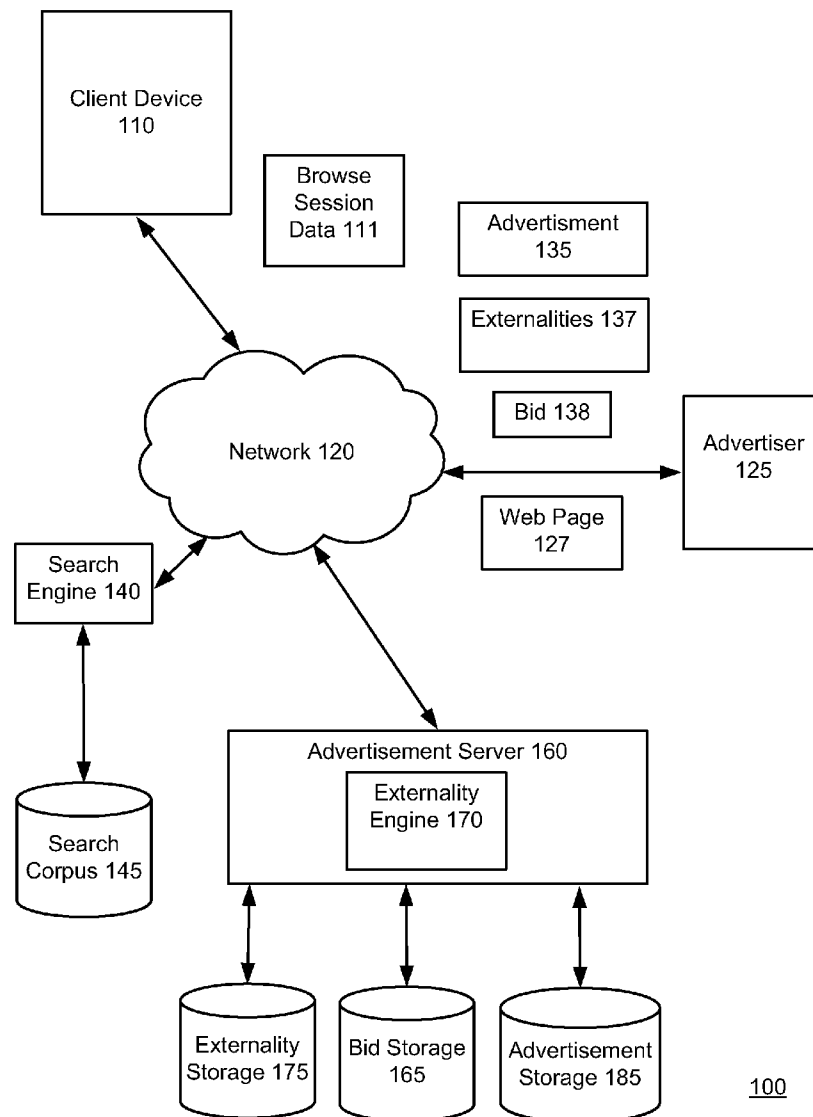 Client Device
110
Browse
Session
Data 111
Advertisment
135
Externalities 137
Bid 138
Advertiser
125
Network 120
Web Page
127
Search
Engine 140
Advertisement Server 160
Externality
Engine 170
Search
Corpus 145
Externality
Storage 175
Bid Storage
165
Advertisement
Storage 185
100